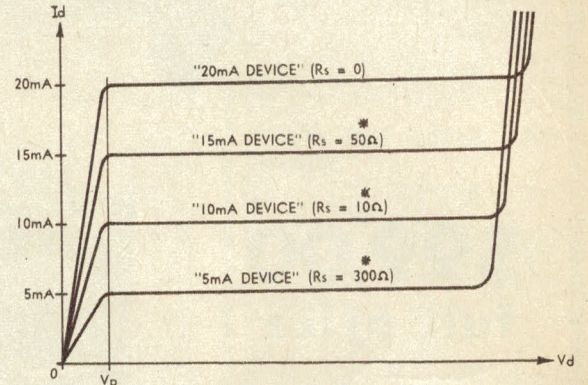 Id
20mA
"20mA DEVICE" (Rs = 0)
*
15mA
"15mA DEVICE" (Rs = 50Ω)
*
10mA
"10mA DEVICE" (Rs = 10Ω)
*
5mA
"5mA DEVICE" (Rs = 300Ω)
0
Vp
Vd